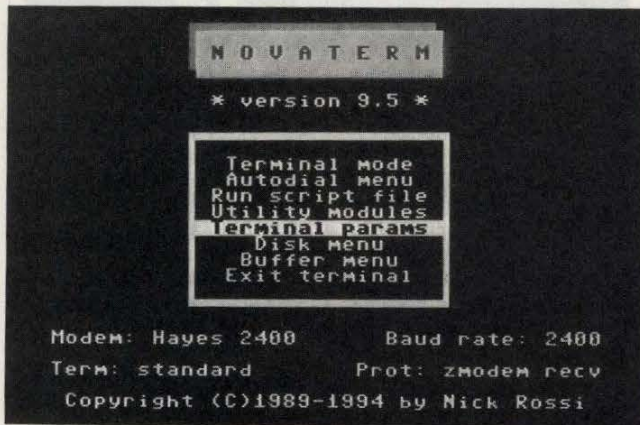 NOVATERM
* version 9.5 *
Terminal mode
Autodial menu
Run script file
Utility modules
Terminal params
Disk menu
Buffer menu
Exit terminal
Modem: Hayes 2400 Baud rate: 2400
Term: standard Prot: zmodem recv
Copyright (C)1989-1994 by Nick Rossi